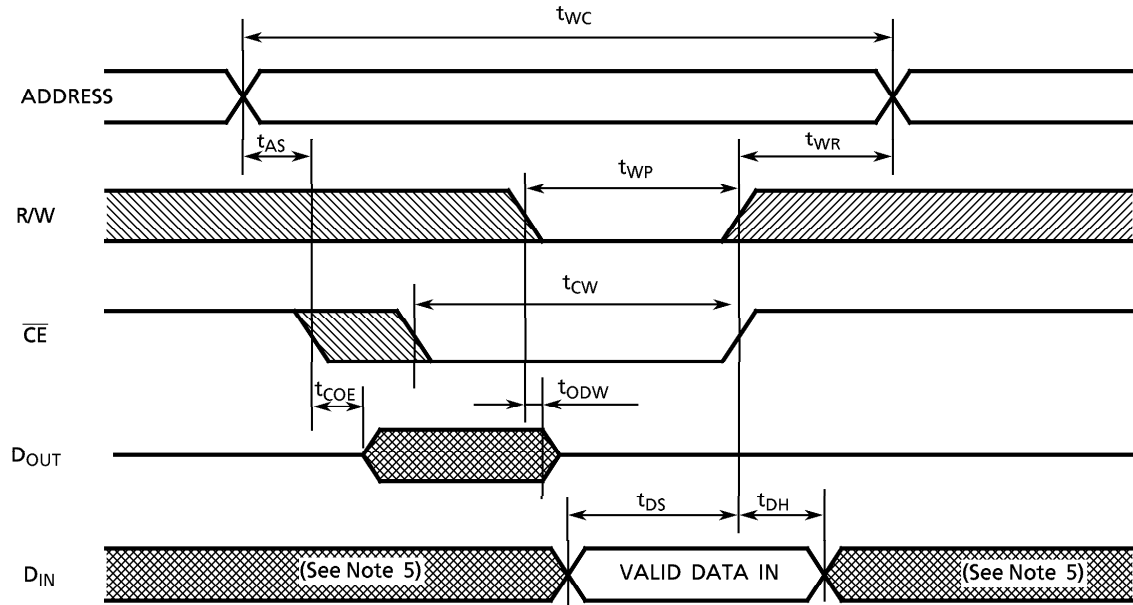 tWC
ADDRESS
tAS
tWR
tWP
R/W
tCW
C̅E̅
tCOE
tODW
DOUT
tDS
tDH
DIN
(See Note 5)
VALID DATA IN
(See Note 5)